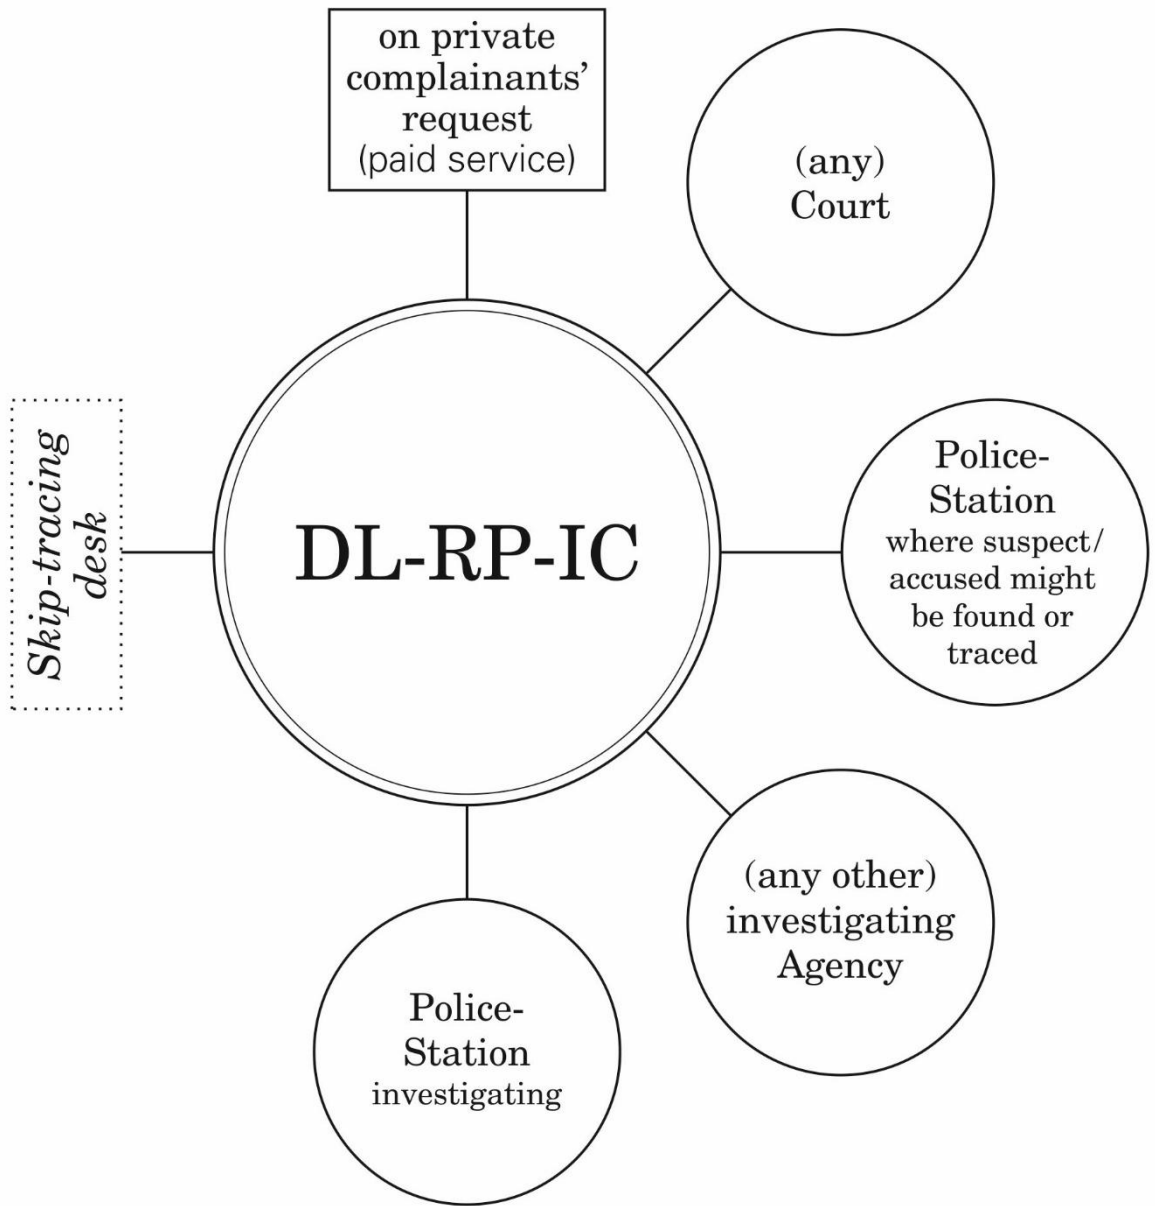 on private
complainants’
request
(paid service)
(any)
Court
Skip-tracing
desk
DL-RP-IC
Police-
Station
where suspect/
accused might
be found or
traced
(any other)
investigating
Agency
Police-
Station
investigating